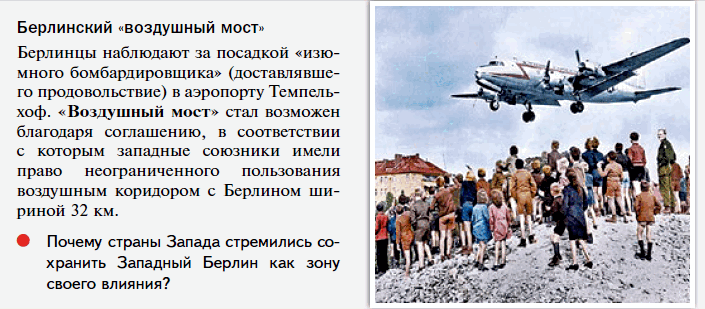 Берлинский «воздушный мост»
Берлинцы наблюдают за посадкой «изю-
много бомбардировщика» (доставлявше-
го продовольствие) в аэропорту Темпель-
хоф. «Воздушный мост» стал возможен
благодаря соглашению, в соответствии
с которым западные союзники имели
право неограниченного пользования
воздушным коридором с Берлином ши-
риной 32 км.
Почему страны Запада стремились со-
хранить Западный Берлин как зону
своего влияния?